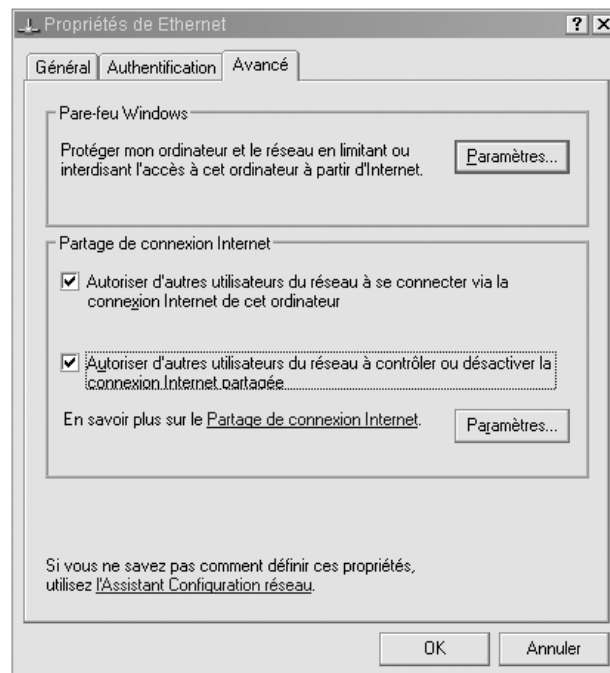 Propriétés de Ethernet
Général
Authentification
Avancé
Pare-feu Windows
Protéger mon ordinateur et le réseau en limitant ou
interdisant l'accès à cet ordinateur à partir d'Internet.
Paramètres...
Partage de connexion Internet
Autoriser d'autres utilisateurs du réseau à se connecter via la
connexion Internet de cet ordinateur
Autoriser d'autres utilisateurs du réseau à contrôler ou désactiver la
connexion Internet partagée
En savoir plus sur le Partage de connexion Internet.
Paramètres...
Si vous ne savez pas comment définir ces propriétés,
utilisez l'Assistant Configuration réseau.
OK
Annuler